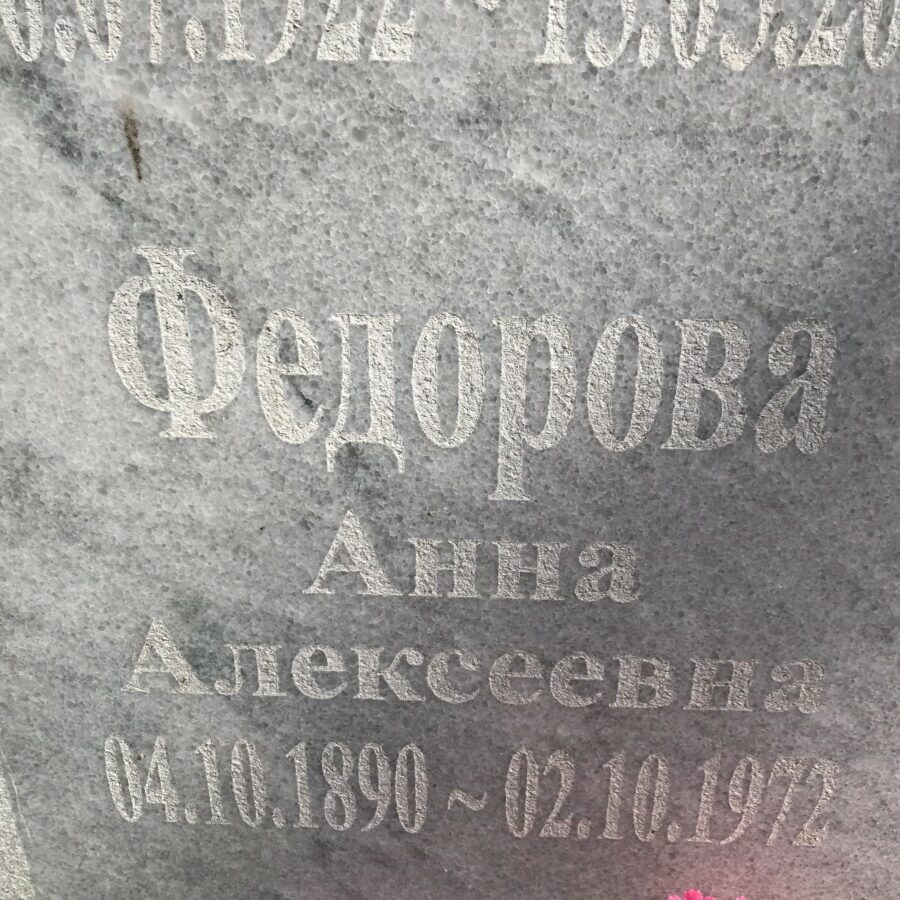 Федорова
Анна
Алексеевна
04.10.1890 ~ 02.10.1972